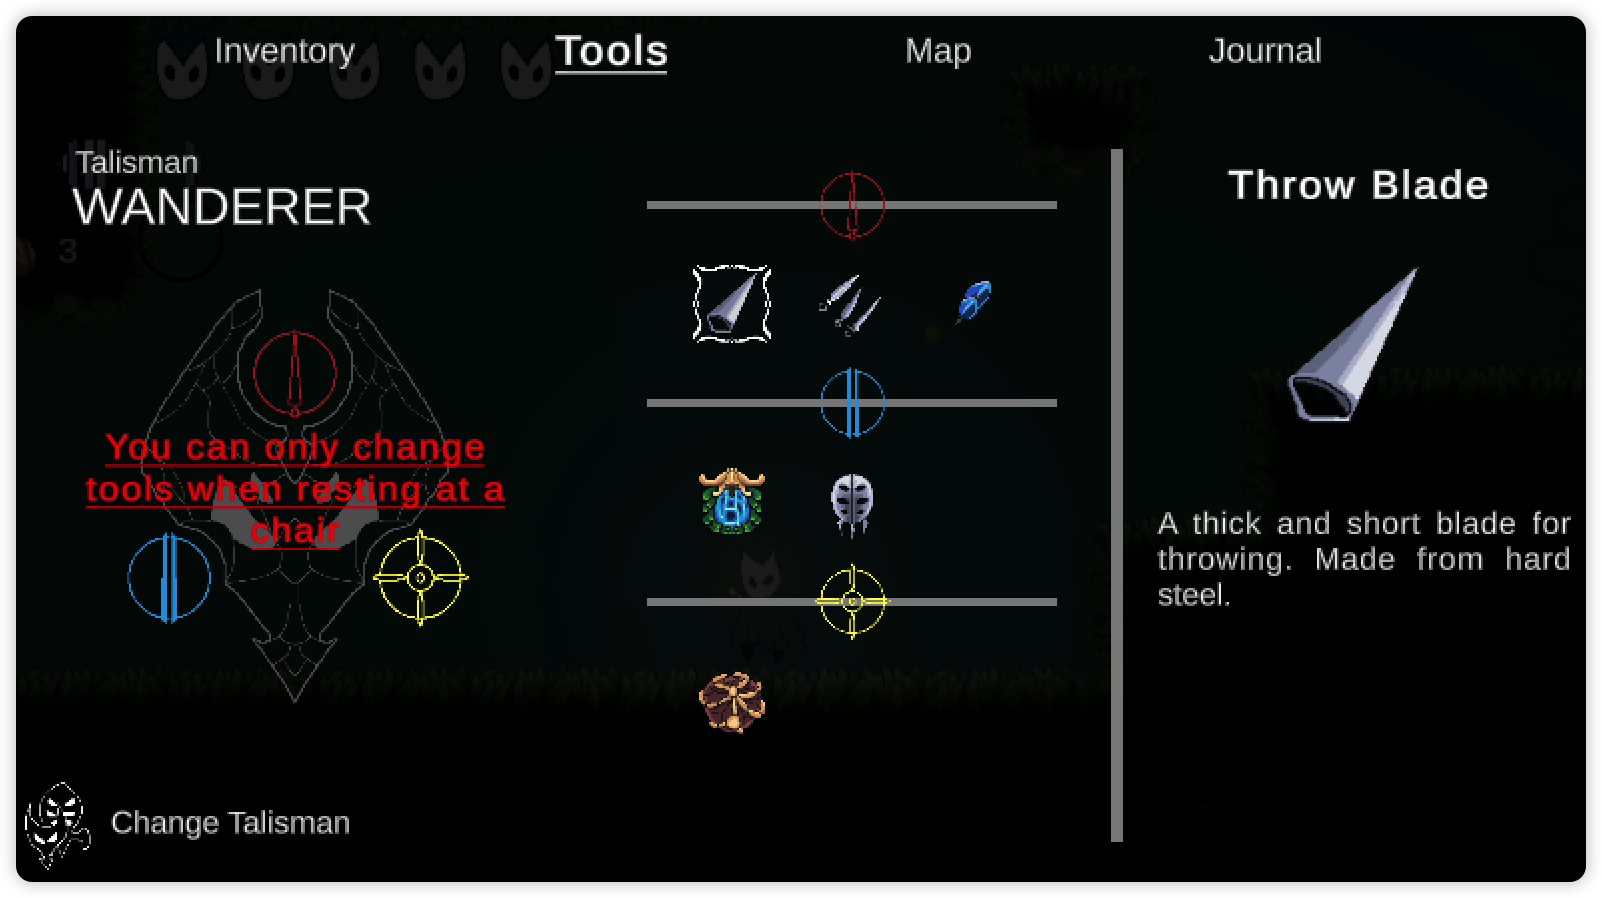 Inventory
Tools
Map
Journal
Talisman
WANDERER
3
You can only change
tools when resting at a
chair
Change Talisman
Throw Blade
A thick and short blade for
throwing. Made from hard
steel.